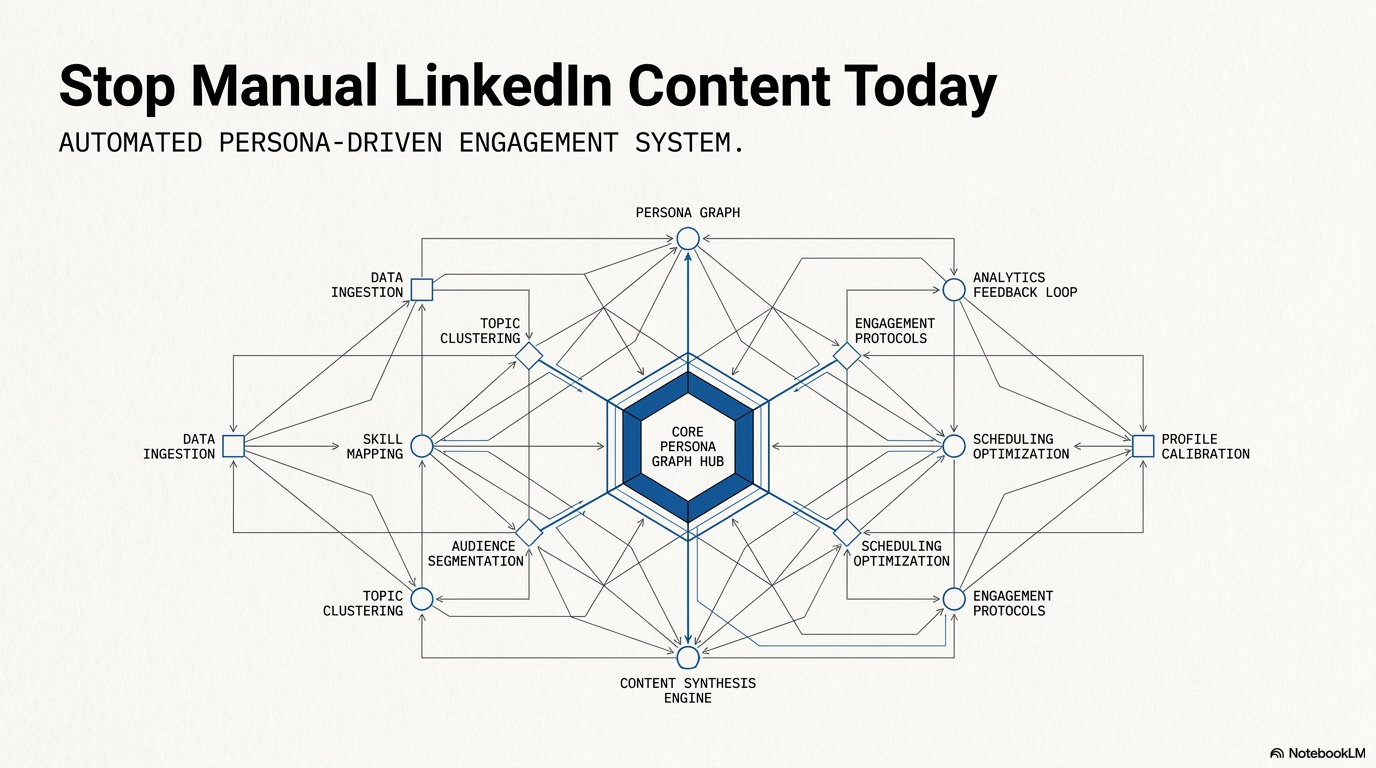 Stop Manual LinkedIn Content Today
AUTOMATED PERSONA-DRIVEN ENGAGEMENT SYSTEM.
PERSONA GRAPH
DATA
INGESTION
ANALYTICS
FEEDBACK LOOP
TOPIC
CLUSTERING
ENGAGEMENT
PROTOCOLS
DATA
INGESTION
SKILL
MAPPING
CORE
PERSONA
GRAPH HUB
SCHEDULING
OPTIMIZATION
PROFILE
CALIBRATION
AUDIENCE
SEGMENTATION
SCHEDULING
OPTIMIZATION
TOPIC
CLUSTERING
ENGAGEMENT
PROTOCOLS
CONTENT SYNTHESIS
ENGINE
NotebookLM